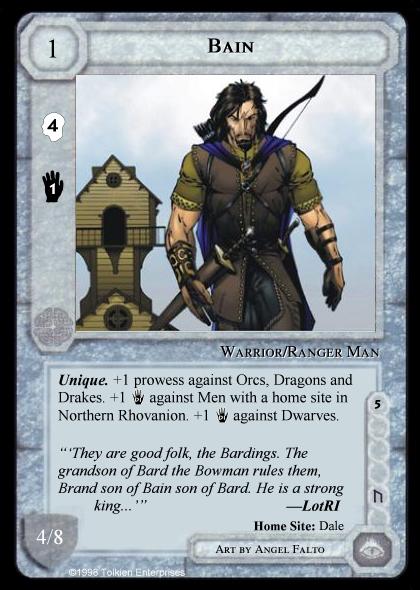 1
BAIN
4
1
WARRIOR/RANGER MAN
Unique. +1 prowess against Orcs, Dragons and
Drakes. +1 against Men with a home site in
Northern Rhovanion. +1 against Dwarves.
5
“‘They are good folk, the Bardings. The
grandson of Bard the Bowman rules them,
Brand son of Bain son of Bard. He is a strong
king...’” —LotRI
Home Site: Dale
4/8
ART BY ANGEL FALTO
©1998 Tolkien Enterprises